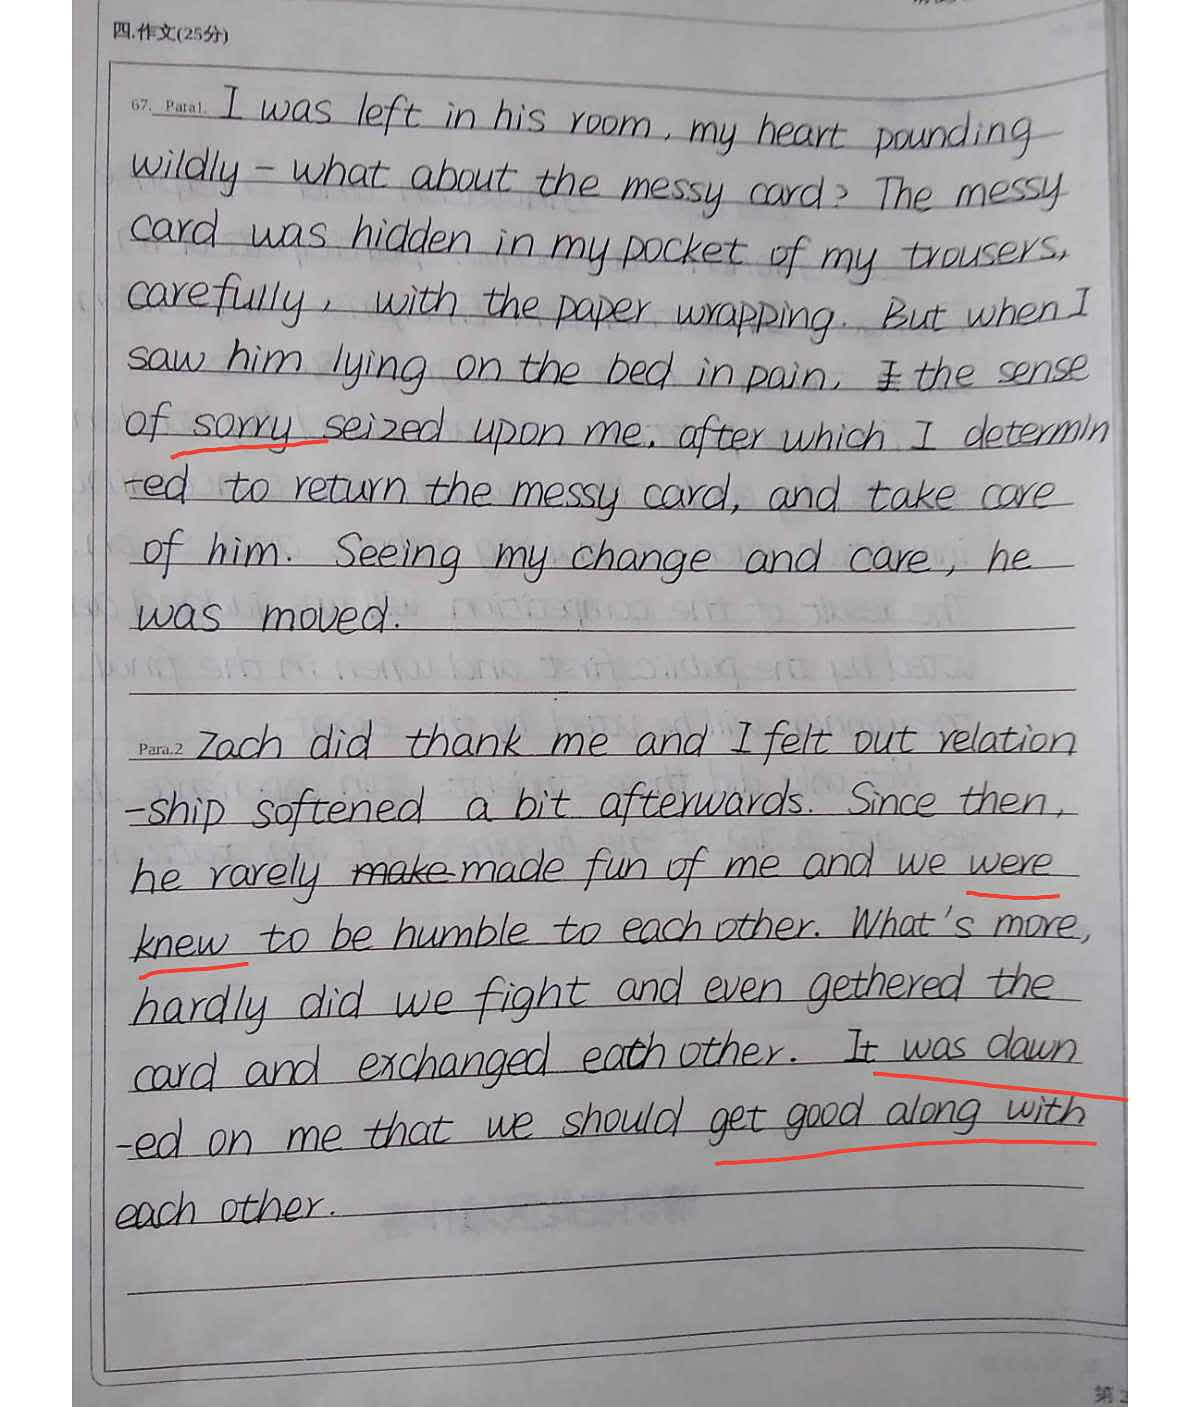 四.作文(25分)
67. Para1. I was left in his room, my heart pounding
wildly – what about the messy card? The messy
card was hidden in my pocket of my trousers,
carefully, with the paper wrapping. But when I
saw him lying on the bed in pain, the sense
of sorry seized upon me, after which I determin
-ed to return the messy card, and take care
of him. Seeing my change and care, he
was moved.
Para.2 Zach did thank me and I felt out relation
-ship softened a bit afterwards. Since then,
he rarely make made fun of me and we were
knew to be humble to each other. What's more,
hardly did we fight and even gethered the
card and exchanged each other. It was dawn
-ed on me that we should get good along with
each other.
第2